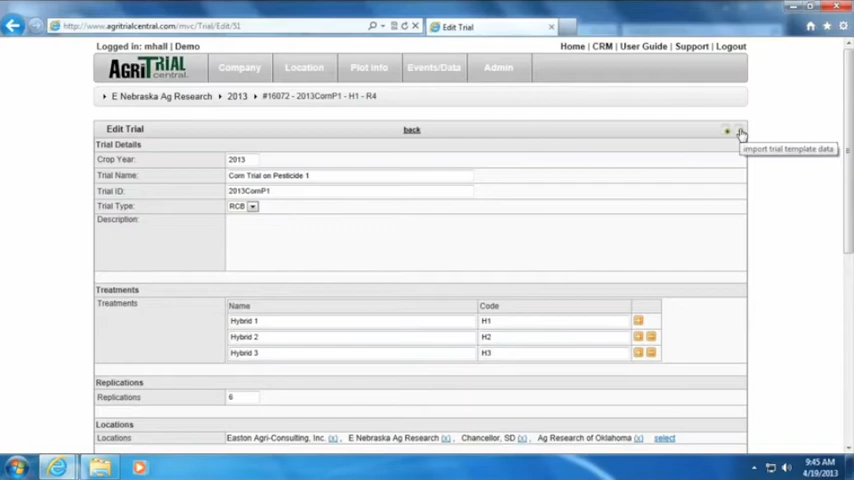 http://www.agritrialcentral.com/mvc/Trial/Edit/51
Edit Trial
Logged in: mhall | Demo
Home | CRM | User Guide | Support | Logout
AGRITRIAL central.
Company
Location
Plot Info
Events/Data
Admin
E Nebraska Ag Research
2013
#16072 - 2013CornP1 - H1 - R4
Edit Trial
back
import trial template data
Trial Details
Crop Year: 2013
Trial Name: Corn Trial on Pesticide 1
Trial ID: 2013CornP1
Trial Type: RCB
Description:
Treatments
Treatments Name Code
Hybrid 1 H1
Hybrid 2 H2
Hybrid 3 H3
Replications
Replications 6
Locations
Locations Easton Agri-Consulting, Inc. (x) , E Nebraska Ag Research (x) , Chancellor, SD (x) , Ag Research of Oklahoma (x) select
9:45 AM
4/19/2013